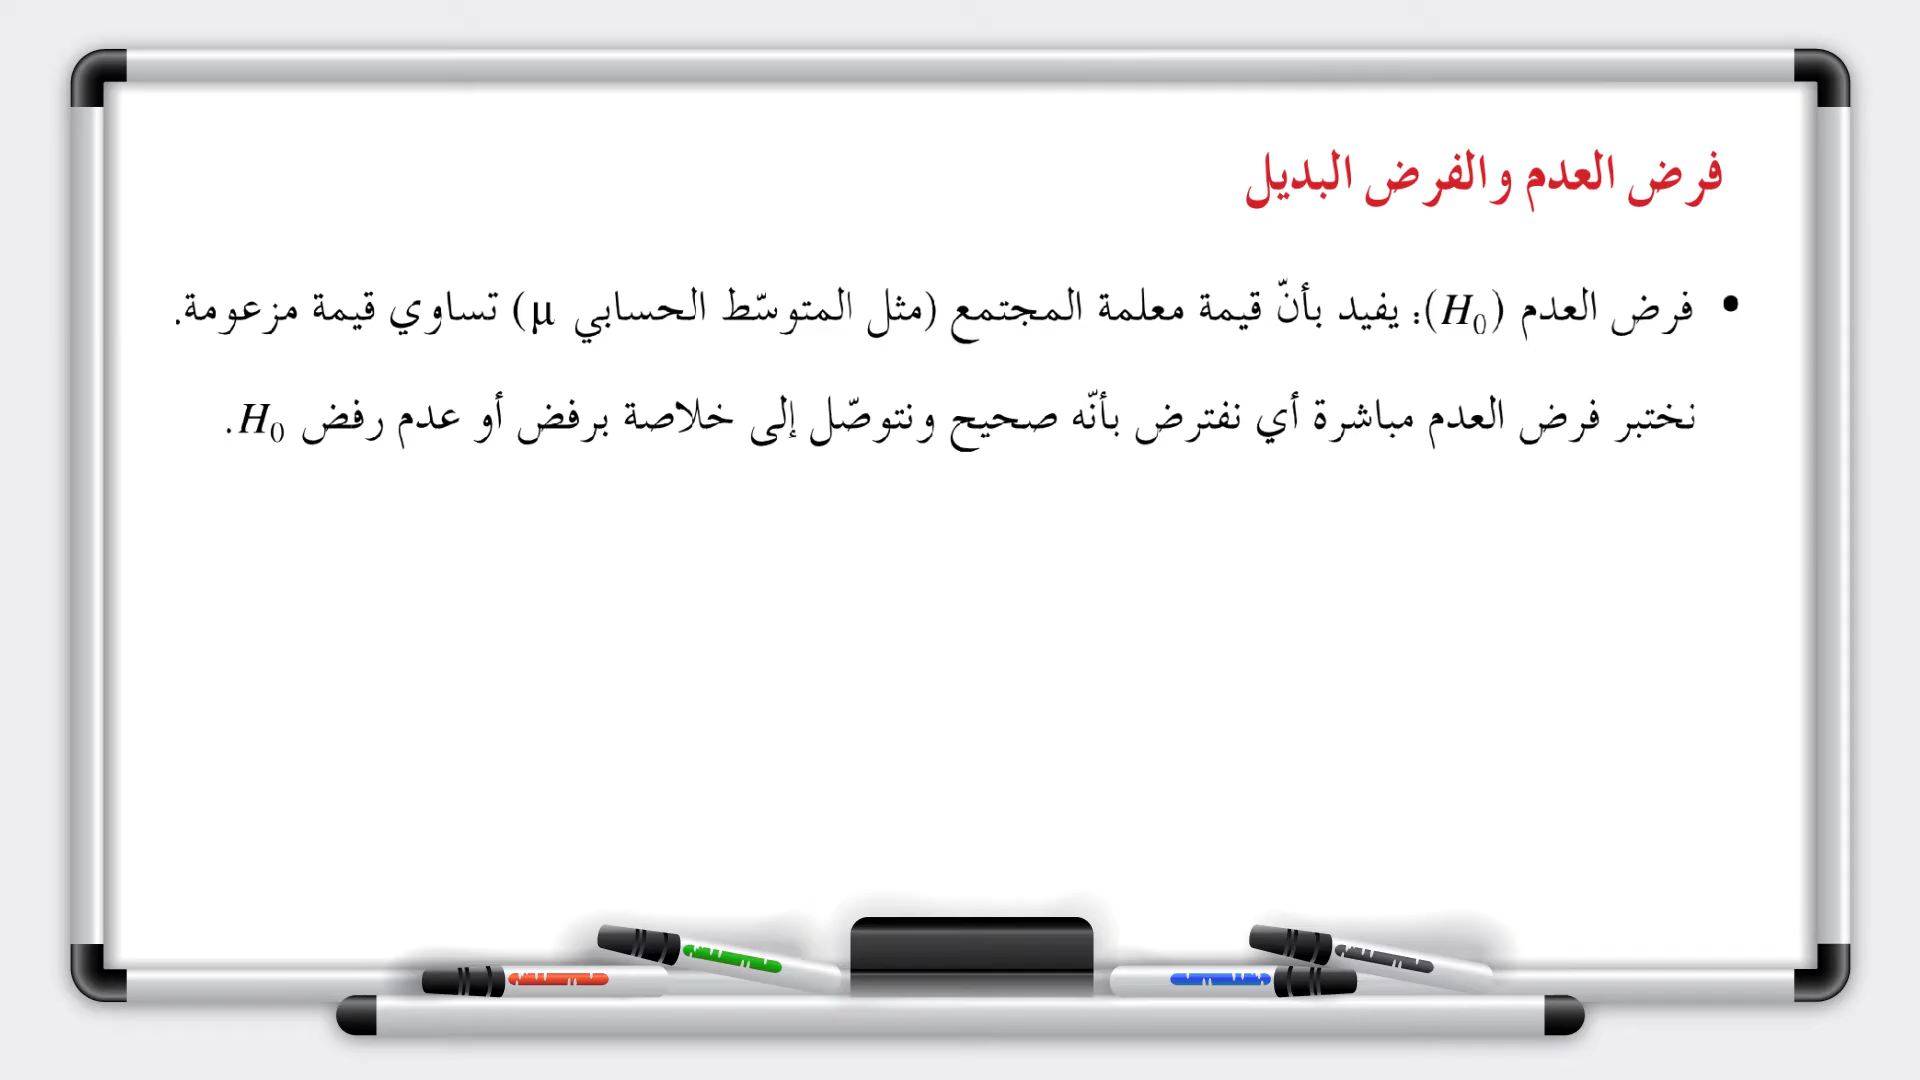 فرض العدم والفرض البديل
• فرض العدم (H₀): يفيد بأنّ قيمة معلمة المجتمع (مثل المتوسّط الحسابي μ) تساوي قيمة مزعومة.
نختبر فرض العدم مباشرة أي نفترض بأنّه صحيح ونتوصّل إلى خلاصة برفض أو عدم رفض H₀.